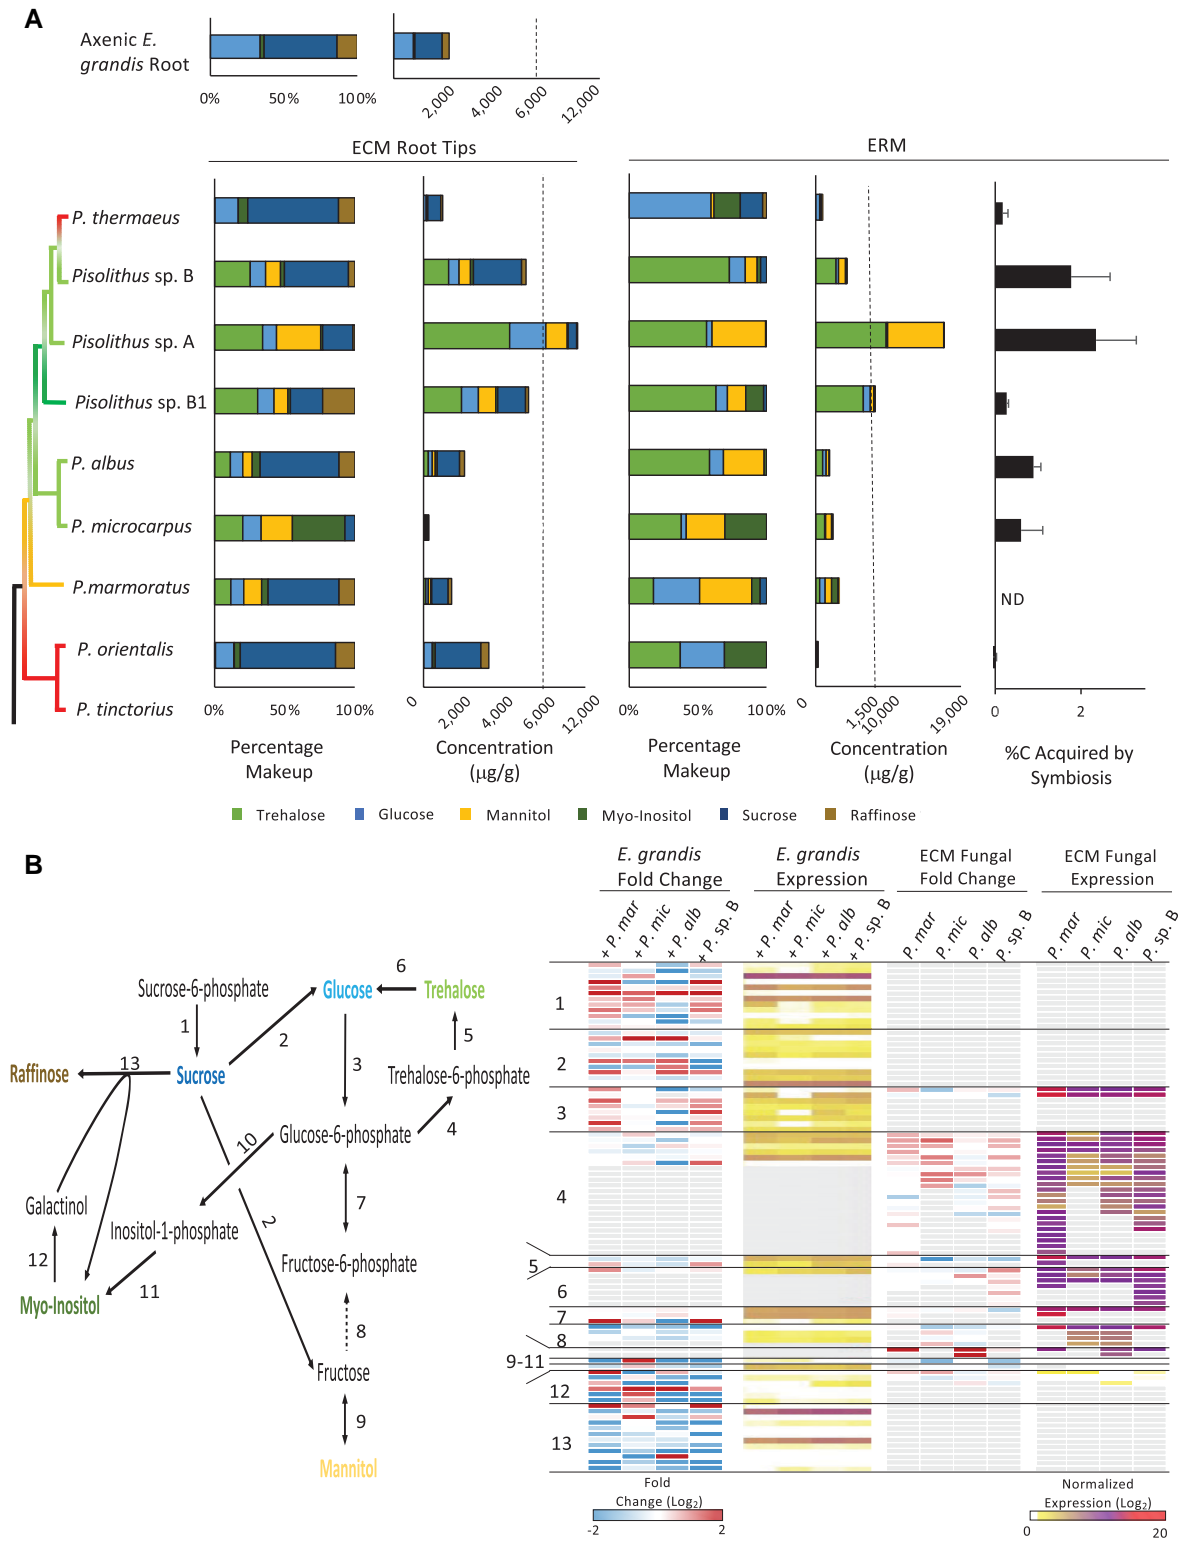 A
Axenic E.
grandis Root
0% 50% 100%
2,000 4,000 6,000 12,000
ECM Root Tips
ERM
P. thermaeus
Pisolithus sp. B
Pisolithus sp. A
Pisolithus sp. B1
P. albus
P. microcarpus
P.marmoratus
ND
P. orientalis
P. tinctorius
0% 50% 100%
0 2,000 4,000 6,000 12,000
0% 50% 100%
0 1,500 10,000 19,000
0 2
Percentage
Makeup
Concentration
(µg/g)
Percentage
Makeup
Concentration
(µg/g)
%C Acquired by
Symbiosis
Trehalose Glucose Mannitol Myo-Inositol Sucrose Raffinose
B
E. grandis
Fold Change
E. grandis
Expression
ECM Fungal
Fold Change
ECM Fungal
Expression
+ P. mar + P. mic + P. alb + P. sp. B
+ P. mar + P. mic + P. alb + P. sp. B
P. mar P. mic P. alb P. sp. B
P. mar P. mic P. alb P. sp. B
Sucrose-6-phosphate
Glucose
6
Trehalose
1
2
3
5
Raffinose
13
Sucrose
Trehalose-6-phosphate
10
Glucose-6-phosphate
4
Galactinol
7
Inositol-1-phosphate
2
12
Fructose-6-phosphate
11
Myo-Inositol
8
Fructose
9
Mannitol
1
2
3
4
5
6
7
8
9-11
12
13
Fold
Change (Log2)
-2 2
Normalized
Expression (Log2)
0 20